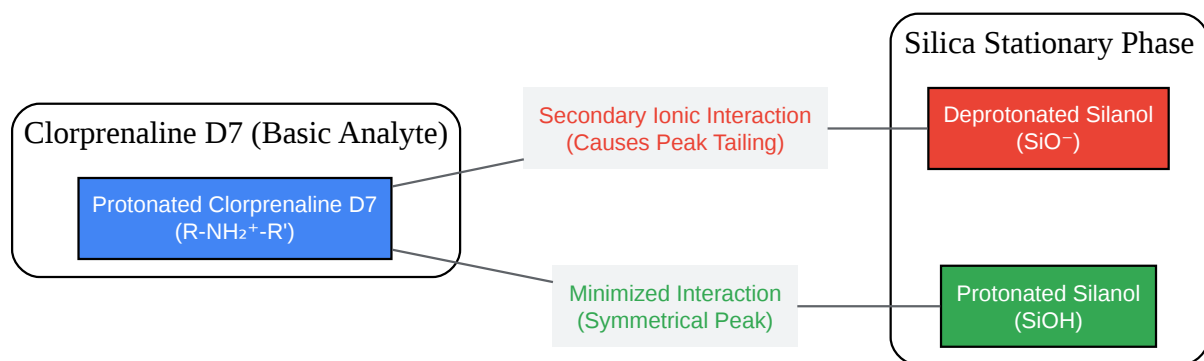 Silica Stationary Phase
Clorprenaline D7 (Basic Analyte)
Secondary Ionic Interaction
(Causes Peak Tailing)
Deprotonated Silanol
(SiO⁻)
Protonated Clorprenaline D7
(R-NH₂⁺-R')
Minimized Interaction
(Symmetrical Peak)
Protonated Silanol
(SiOH)